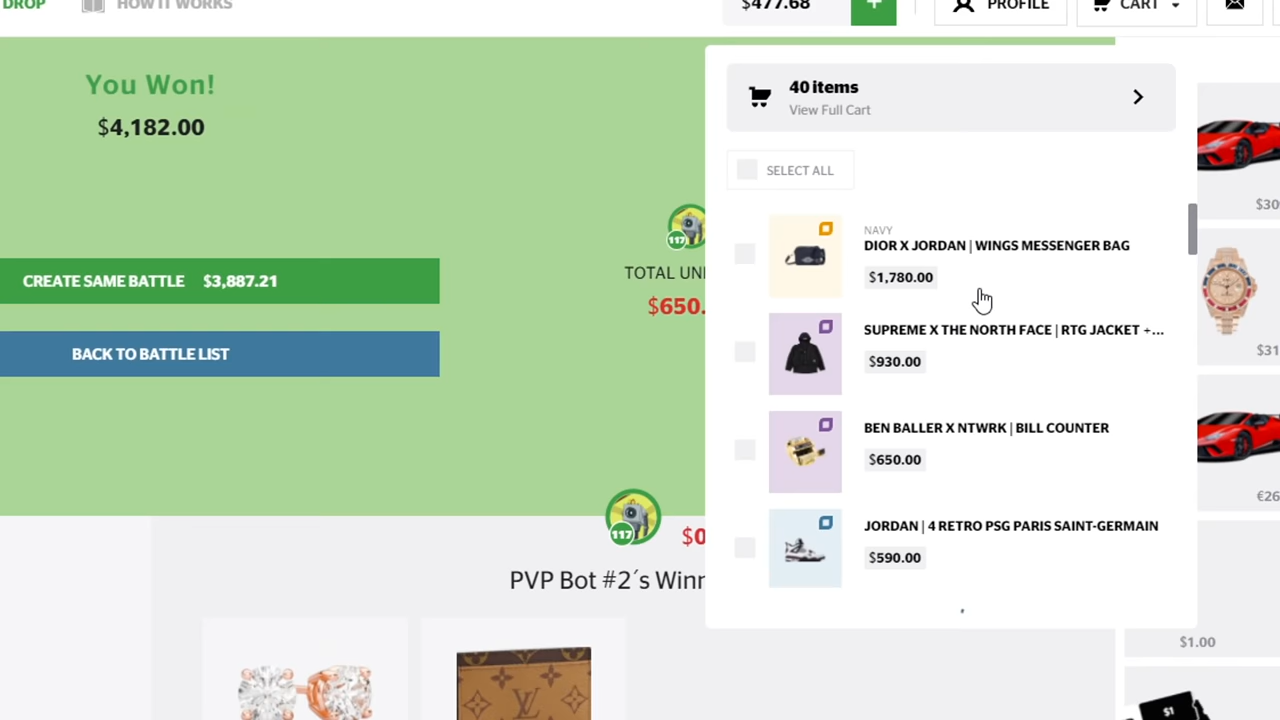 DROP
HOW IT WORKS
$477.68
+
PROFILE
CART
You Won!
$4,182.00
40 items
View Full Cart
SELECT ALL
NAVY
DIOR X JORDAN | WINGS MESSENGER BAG
$1,780.00
SUPREME X THE NORTH FACE | RTG JACKET +...
$930.00
BEN BALLER X NTWRK | BILL COUNTER
$650.00
JORDAN | 4 RETRO PSG PARIS SAINT-GERMAIN
$590.00
117
TOTAL UN
$650.
CREATE SAME BATTLE $3,887.21
BACK TO BATTLE LIST
117
$0
PVP Bot #2´s Winn
$30
$31
€26
$1.00
$1
LV